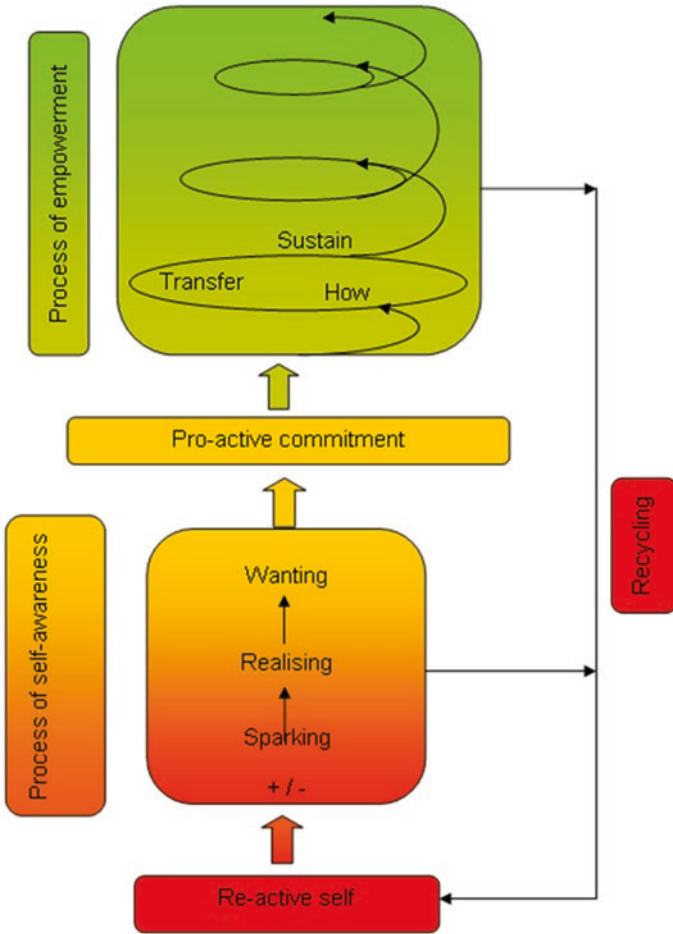 Process of empowerment
Sustain
Transfer
How
Pro-active commitment
Process of self-awareness
Wanting
Realising
Sparking
+ / -
Recycling
Re-active self